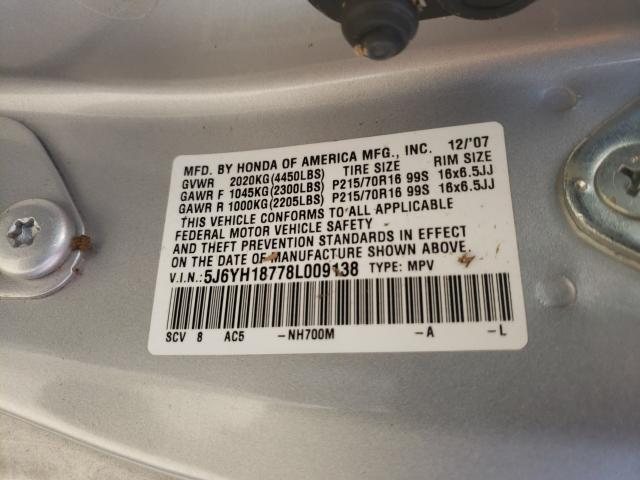 MFD. BY HONDA OF AMERICA MFG., INC. 12/'07
GVWR 2020KG(4450LBS) TIRE SIZE RIM SIZE
GAWR F 1045KG(2300LBS) P215/70R16 99S 16x6.5JJ
GAWR R 1000KG(2205LBS) P215/70R16 99S 16x6.5JJ
THIS VEHICLE CONFORMS TO ALL APPLICABLE
FEDERAL MOTOR VEHICLE SAFETY
AND THEFT PREVENTION STANDARDS IN EFFECT
ON THE DATE OF MANUFACTURE SHOWN ABOVE.
V.I.N.: 5J6YH18778L009138 TYPE: MPV
SCV 8 AC5 -NH700M -A -L